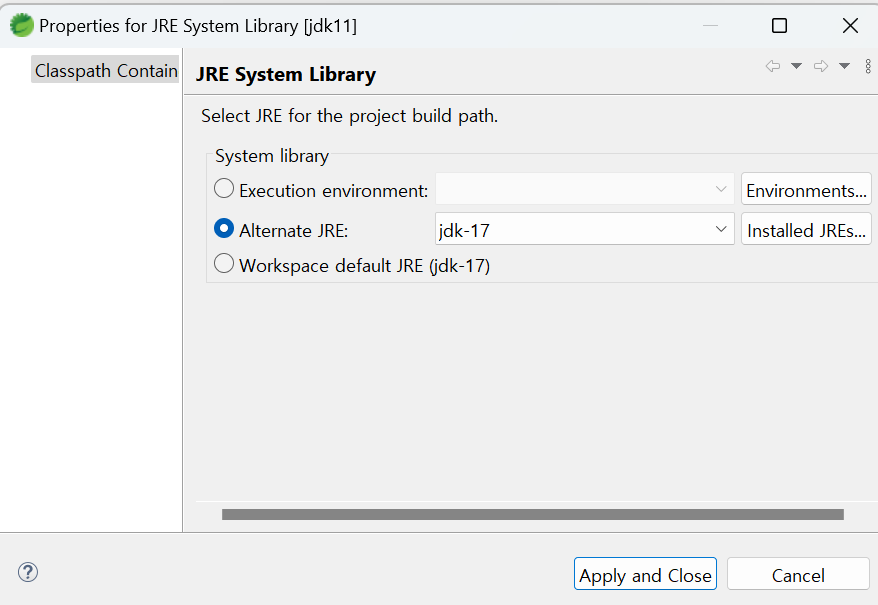 Properties for JRE System Library [jdk11]
Classpath Contain
JRE System Library
Select JRE for the project build path.
System library
Execution environment:
Environments...
Alternate JRE:
jdk-17
Installed JREs...
Workspace default JRE (jdk-17)
?
Apply and Close
Cancel